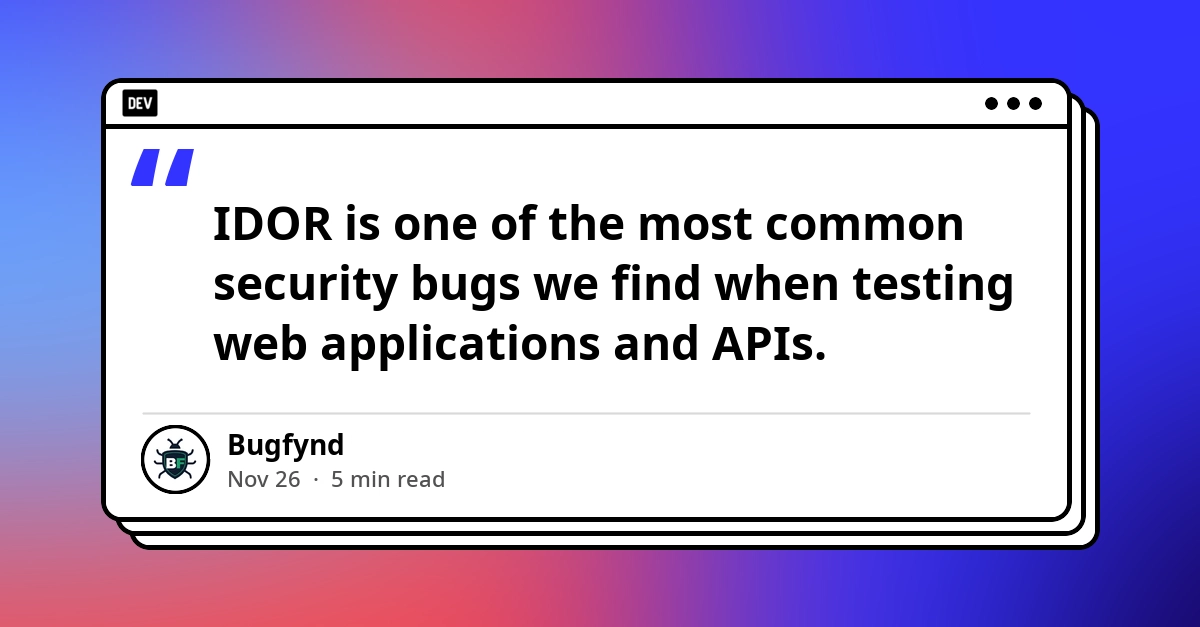 DEV
IDOR is one of the most common
security bugs we find when testing
web applications and APIs.
BF
Bugfynd
Nov 26 · 5 min read